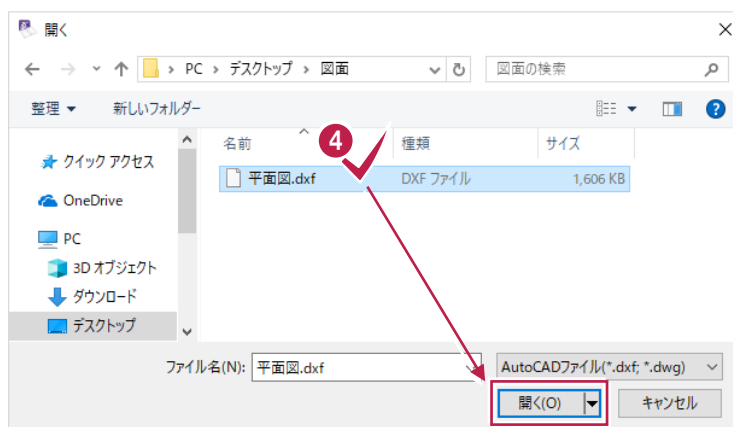 開く
PC › デスクトップ › 図面
図面の検索
整理 新しいフォルダー
名前 種類 サイズ
4
クイック アクセス
平面図.dxf DXF ファイル 1,606 KB
OneDrive
PC
3D オブジェクト
ダウンロード
デスクトップ
ファイル名(N): 平面図.dxf AutoCADファイル(*.dxf; *.dwg)
開く(O) キャンセル